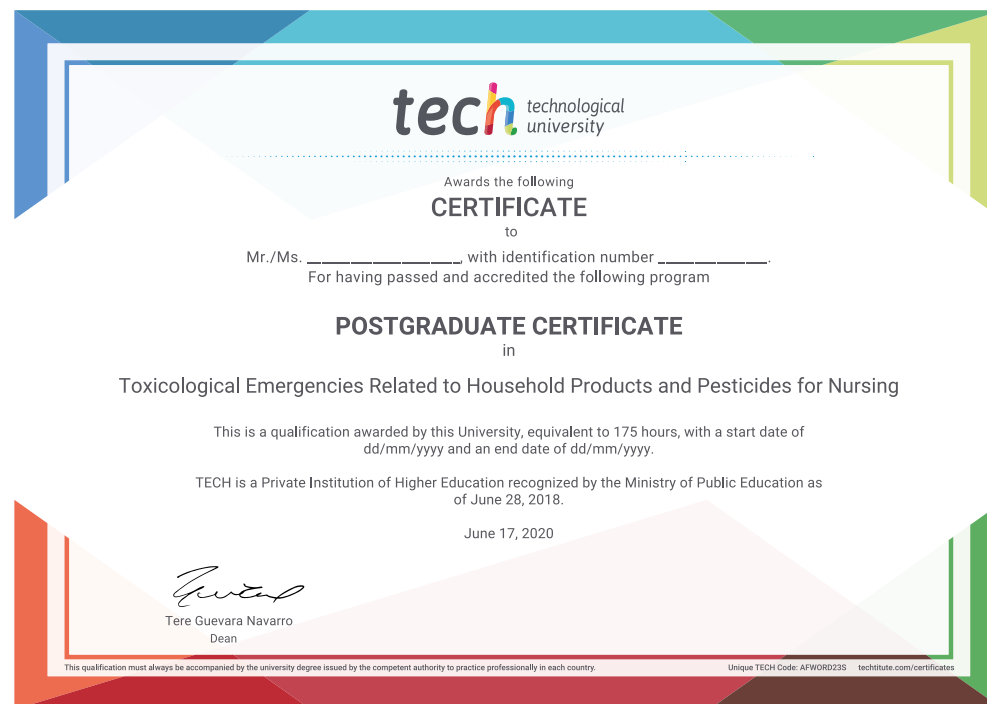 tech technological
university
Awards the following
CERTIFICATE
to
Mr./Ms. ____________________, with identification number ______________.
For having passed and accredited the following program
POSTGRADUATE CERTIFICATE
in
Toxicological Emergencies Related to Household Products and Pesticides for Nursing
This is a qualification awarded by this University, equivalent to 175 hours, with a start date of
dd/mm/yyyy and an end date of dd/mm/yyyy.
TECH is a Private Institution of Higher Education recognized by the Ministry of Public Education as
of June 28, 2018.
June 17, 2020
Tere Guevara Navarro
Dean
This qualification must always be accompanied by the university degree issued by the competent authority to practice professionally in each country.
Unique TECH Code: AFWORD23S techtitute.com/certificates